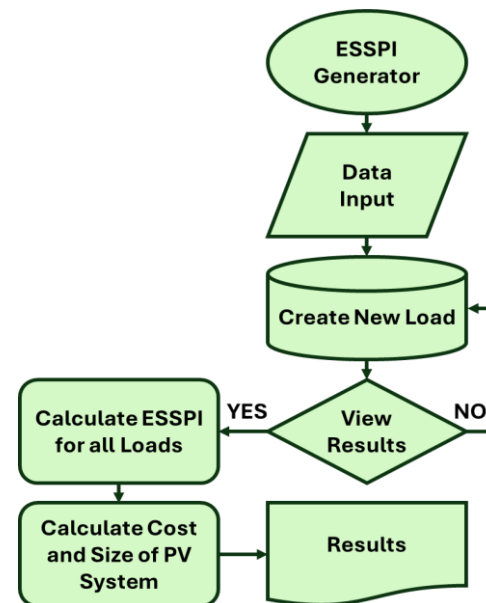 ESSPI
Generator
Data
Input
Create New Load
View
Results
YES
NO
Calculate ESSPI
for all Loads
Calculate Cost
and Size of PV
System
Results